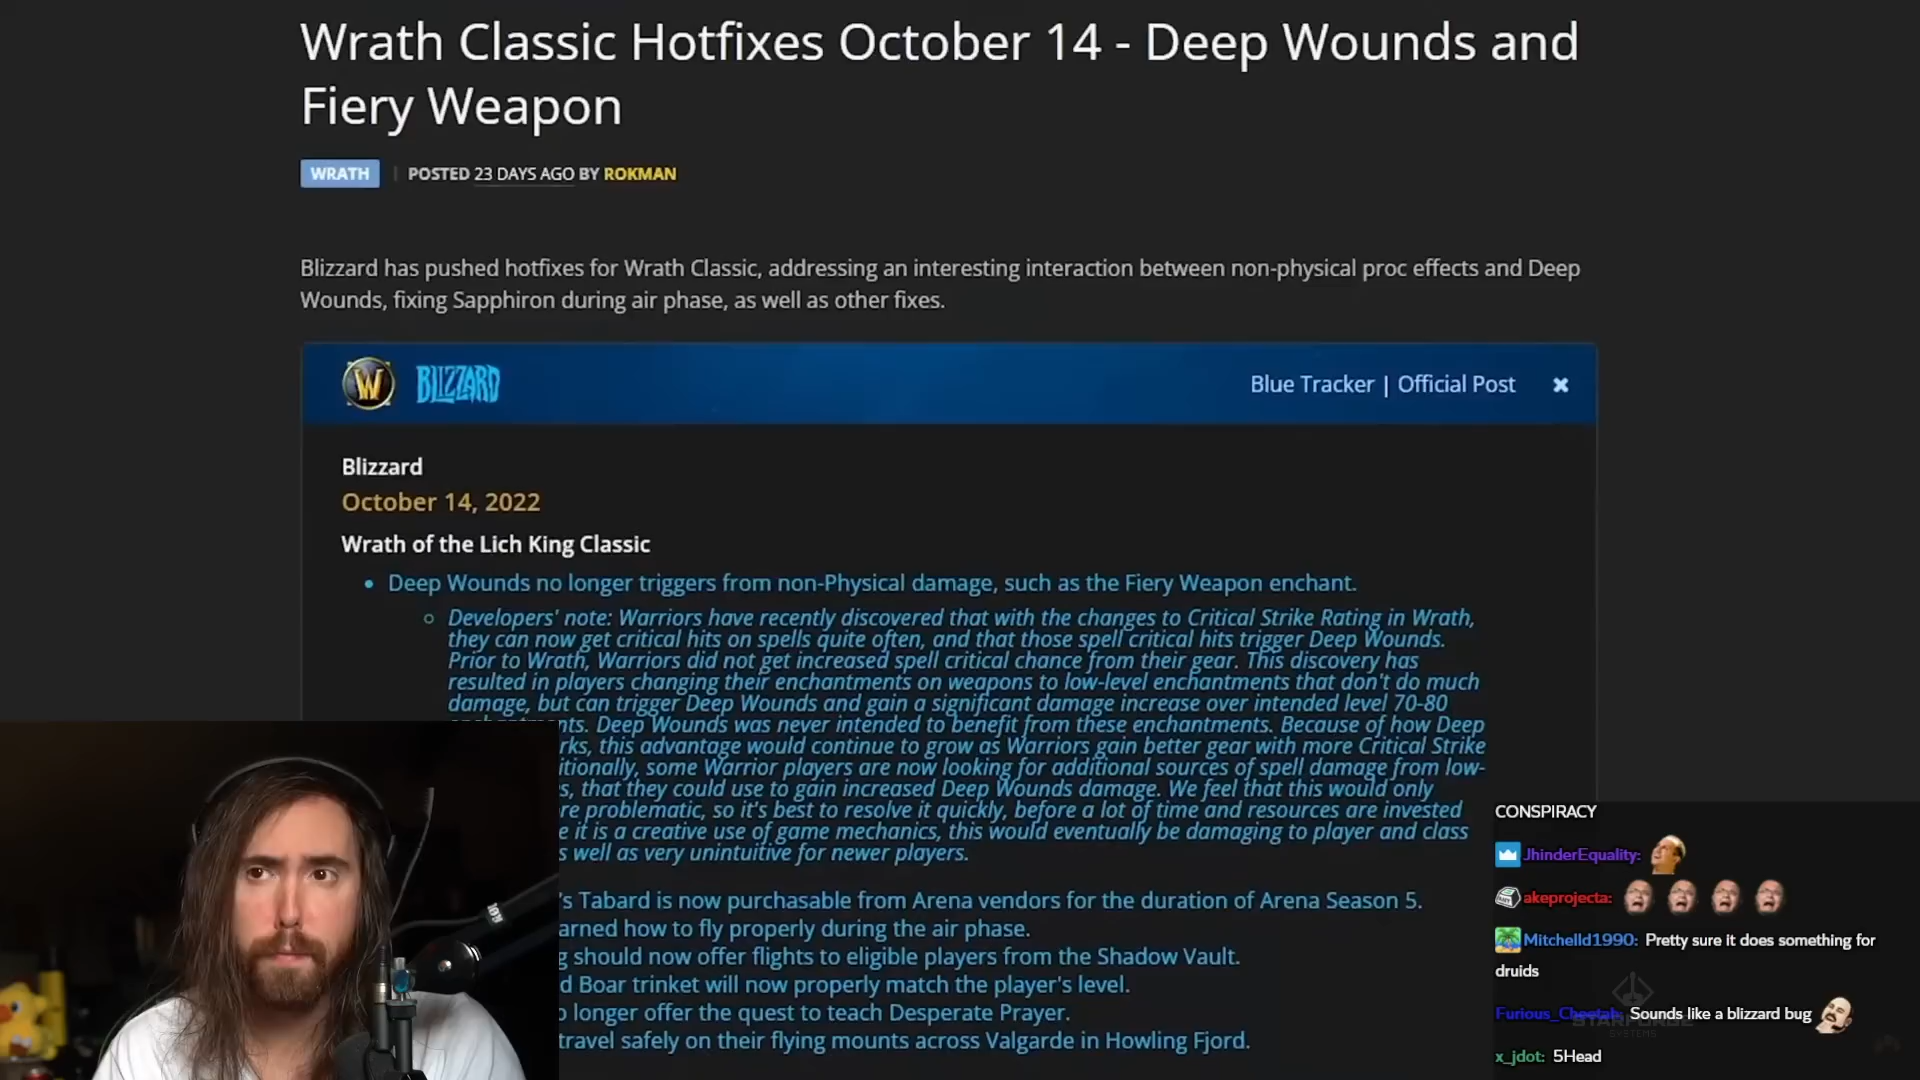 Wrath Classic Hotfixes October 14 - Deep Wounds and
Fiery Weapon
WRATH | POSTED 23 DAYS AGO BY ROKMAN
Blizzard has pushed hotfixes for Wrath Classic, addressing an interesting interaction between non-physical proc effects and Deep
Wounds, fixing Sapphiron during air phase, as well as other fixes.
W BLIZZARD
Blue Tracker | Official Post ✖
Blizzard
October 14, 2022
Wrath of the Lich King Classic
• Deep Wounds no longer triggers from non-Physical damage, such as the Fiery Weapon enchant.
Developers' note: Warriors have recently discovered that with the changes to Critical Strike Rating in Wrath,
they can now get critical hits on spells quite often, and that those spell critical hits trigger Deep Wounds.
Prior to Wrath, Warriors did not get increased spell critical chance from their gear. This discovery has
resulted in players changing their enchantments on weapons to low-level enchantments that don't do much
damage, but can trigger Deep Wounds and gain a significant damage increase over intended level 70-80
nts. Deep Wounds was never intended to benefit from these enchantments. Because of how Deep
rks, this advantage would continue to grow as Warriors gain better gear with more Critical Strike
itionally, some Warrior players are now looking for additional sources of spell damage from low-
s, that they could use to gain increased Deep Wounds damage. We feel that this would only
re problematic, so it's best to resolve it quickly, before a lot of time and resources are invested
e it is a creative use of game mechanics, this would eventually be damaging to player and class
s well as very unintuitive for newer players.
's Tabard is now purchasable from Arena vendors for the duration of Arena Season 5.
arned how to fly properly during the air phase.
g should now offer flights to eligible players from the Shadow Vault.
d Boar trinket will now properly match the player's level.
o longer offer the quest to teach Desperate Prayer.
travel safely on their flying mounts across Valgarde in Howling Fjord.
CONSPIRACY
JhinderEquality:
akeprojecta:
Mitchelld1990: Pretty sure it does something for
druids
Furious_Cheetah: Sounds like a blizzard bug
STARFORGE
SYSTEMS
x_jdot: 5Head